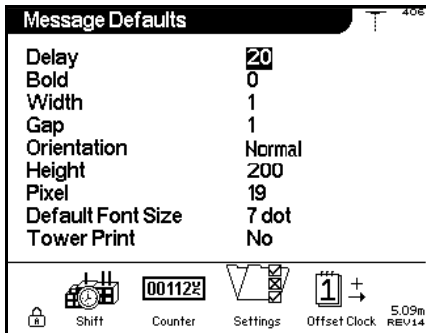 Message Defaults
406
Delay 20
Bold 0
Width 1
Gap 1
Orientation Normal
Height 200
Pixel 19
Default Font Size 7 dot
Tower Print No
00112
1
Shift Counter Settings Offset Clock 5.09m
REV14